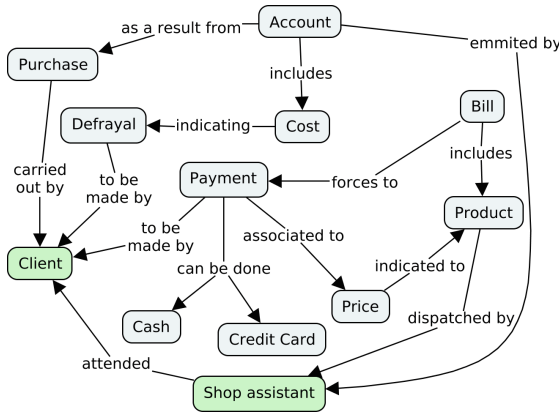 Account
as a result from
emmited by
Purchase
includes
Bill
Defrayal
indicating
Cost
includes
carried
out by
to be
made by
Payment
forces to
Product
to be
made by
associated to
Client
can be done
indicated to
Price
Cash
Credit Card
dispatched by
attended
Shop assistant